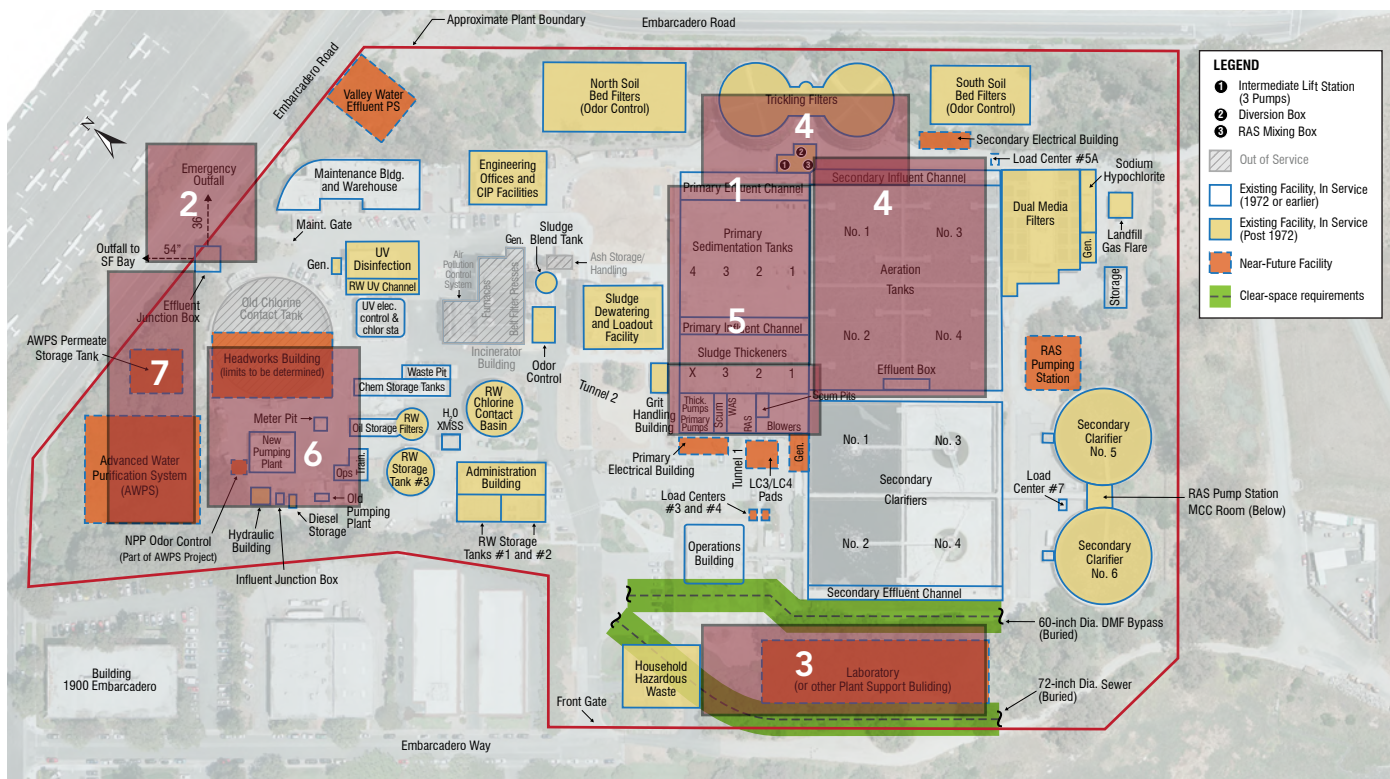 Approximate Plant Boundary
Embarcadero Road
Embarcadero Road
N
Valley Water
Effluent PS
North Soil
Bed Filters
(Odor Control)
Trickling Filters
South Soil
Bed Filters
(Odor Control)
4
2
1
3
Secondary Electrical Building
Load Center #5A
Sodium
Hypochlorite
Emergency
Outfall
2
36
54"
Outfall to
SF Bay
Maintenance Bldg.
and Warehouse
Engineering
Offices and
CIP Facilities
Primary Effluent Channel
1
Secondary Influent Channel
4
Dual Media
Filters
Gen.
Landfill
Gas Flare
Storage
Maint. Gate
Gen.
UV
Disinfection
RW UV Channel
UV elec.
control &
chlor sta
Air
Pollution Control
System
Furnaces
Bed Filter Presses
Incinerator
Building
Gen.
Sludge
Blend Tank
Ash Storage/
Handling
Odor
Control
Sludge
Dewatering
and Loadout
Facility
Primary
Sedimentation Tanks
4 3 2 1
5
Primary Influent Channel
Sludge Thickeners
X 3 2 1
No. 1
No. 3
Aeration
Tanks
No. 2
No. 4
Effluent Box
RAS
Pumping
Station
Effluent
Junction Box
Old Chlorine
Contact Tank
AWPS Permeate
Storage Tank
7
Headworks Building
(limits to be determined)
Waste Pit
Chem Storage Tanks
Tunnel 2
Grit
Handling
Building
Thick.
Pumps
Primary
Pumps
Scum
WAS
RAS
Scum Pits
Blowers
Meter Pit
New
Pumping
Plant
6
Oil Storage
RW
Filters
H2O
XMSS
RW
Chlorine
Contact
Basin
Advanced Water
Purification System
(AWPS)
Ops
Train.
RW
Storage
Tank #3
Administration
Building
Primary
Electrical Building
Tunnel 1
LC3/LC4
Pads
Gen.
No. 1
No. 3
Secondary
Clarifiers
No. 2
No. 4
Secondary
Clarifier
No. 5
Load
Center #7
RAS Pump Station
MCC Room (Below)
Secondary
Clarifier
No. 6
NPP Odor Control
(Part of AWPS Project)
Hydraulic
Building
Influent Junction Box
Diesel
Storage
Old
Pumping
Plant
RW Storage
Tanks #1 and #2
Load Centers
#3 and #4
Operations
Building
Secondary Effluent Channel
60-inch Dia. DMF Bypass
(Buried)
Household
Hazardous
Waste
3
Laboratory
(or other Plant Support Buliding)
72-inch Dia. Sewer
(Buried)
Building
1900 Embarcadero
Front Gate
Embarcadero Way
LEGEND
1 Intermediate Lift Station
(3 Pumps)
2 Diversion Box
3 RAS Mixing Box
Out of Service
Existing Facility, In Service
(1972 or earlier)
Existing Facility, In Service
(Post 1972)
Near-Future Facility
Clear-space requirements